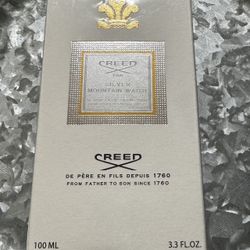 CREED
SILVER
MOUNTAIN WATER
CREED
DE PÈRE EN FILS DEPUIS 1760
FROM FATHER TO SON SINCE 1760
100 ML 3.3 FL.OZ.